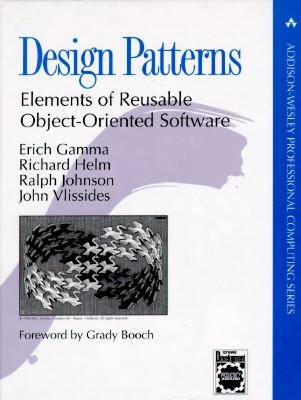 Design Patterns
Elements of Reusable
Object-Oriented Software
Erich Gamma
Richard Helm
Ralph Johnson
John Vlissides
Foreword by Grady Booch
ADDISON-WESLEY PROFESSIONAL COMPUTING SERIES
Development